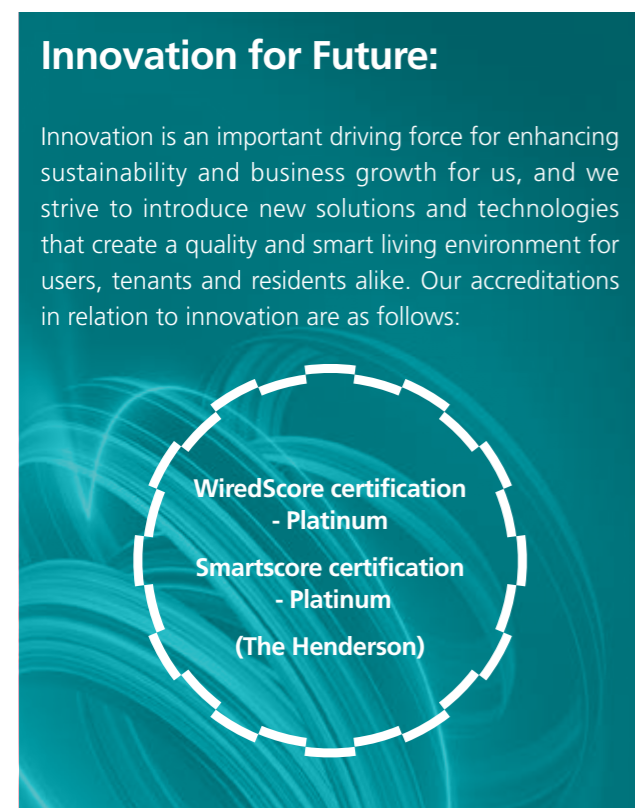 Innovation for Future:
Innovation is an important driving force for enhancing
sustainability and business growth for us, and we
strive to introduce new solutions and technologies
that create a quality and smart living environment for
users, tenants and residents alike. Our accreditations
in relation to innovation are as follows:
WiredScore certification
- Platinum
Smartscore certification
- Platinum
(The Henderson)